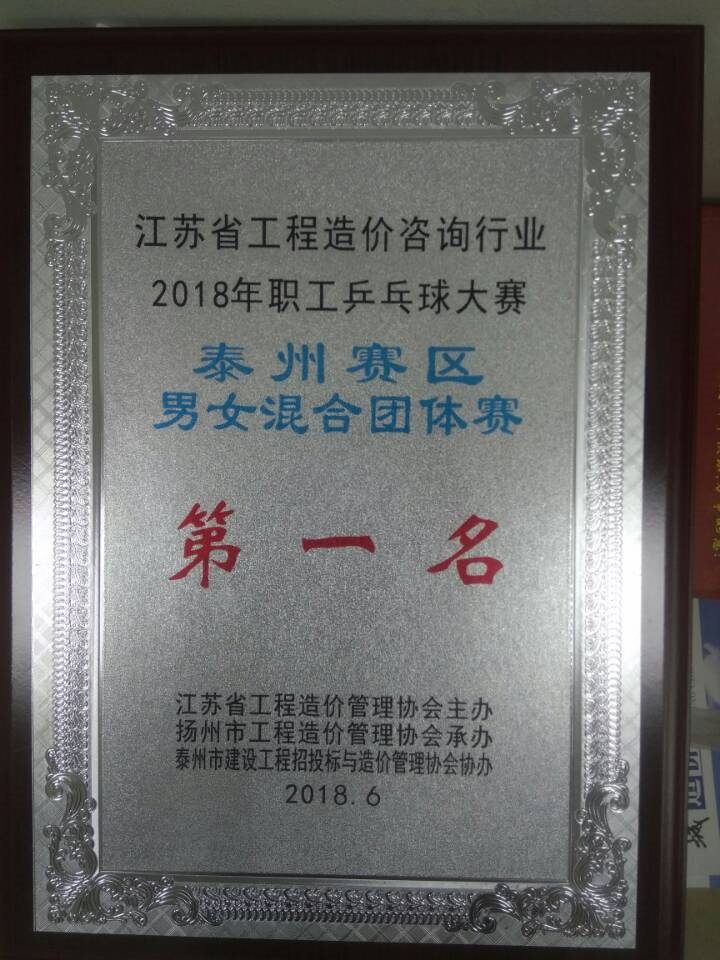 江苏省工程造价咨询行业
2018年职工乒乓球大赛
泰州赛区
男女混合团体赛
第一名
江苏省工程造价管理协会主办
扬州市工程造价管理协会承办
泰州市建设工程招投标与造价管理协会协办
2018.6